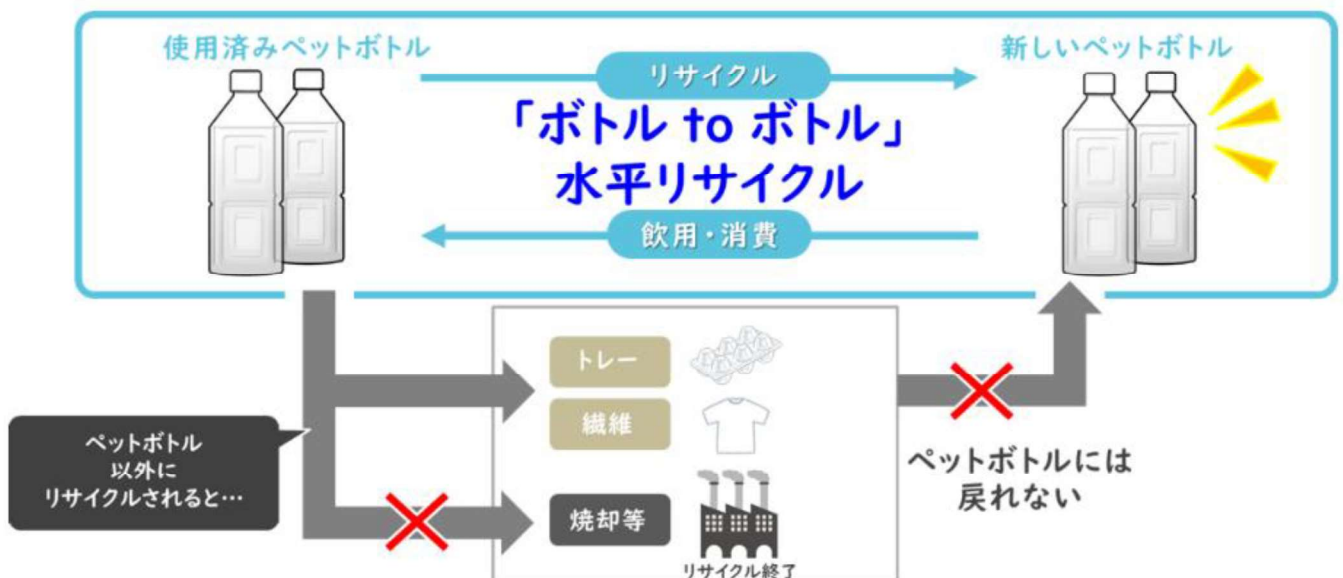 使用済みペットボトル
新しいペットボトル
リサイクル
「ボトル to ボトル」
水平リサイクル
飲用・消費
トレー
繊維
ペットボトル
以外に
リサイクルされると…
焼却等
リサイクル終了
ペットボトルには
戻れない